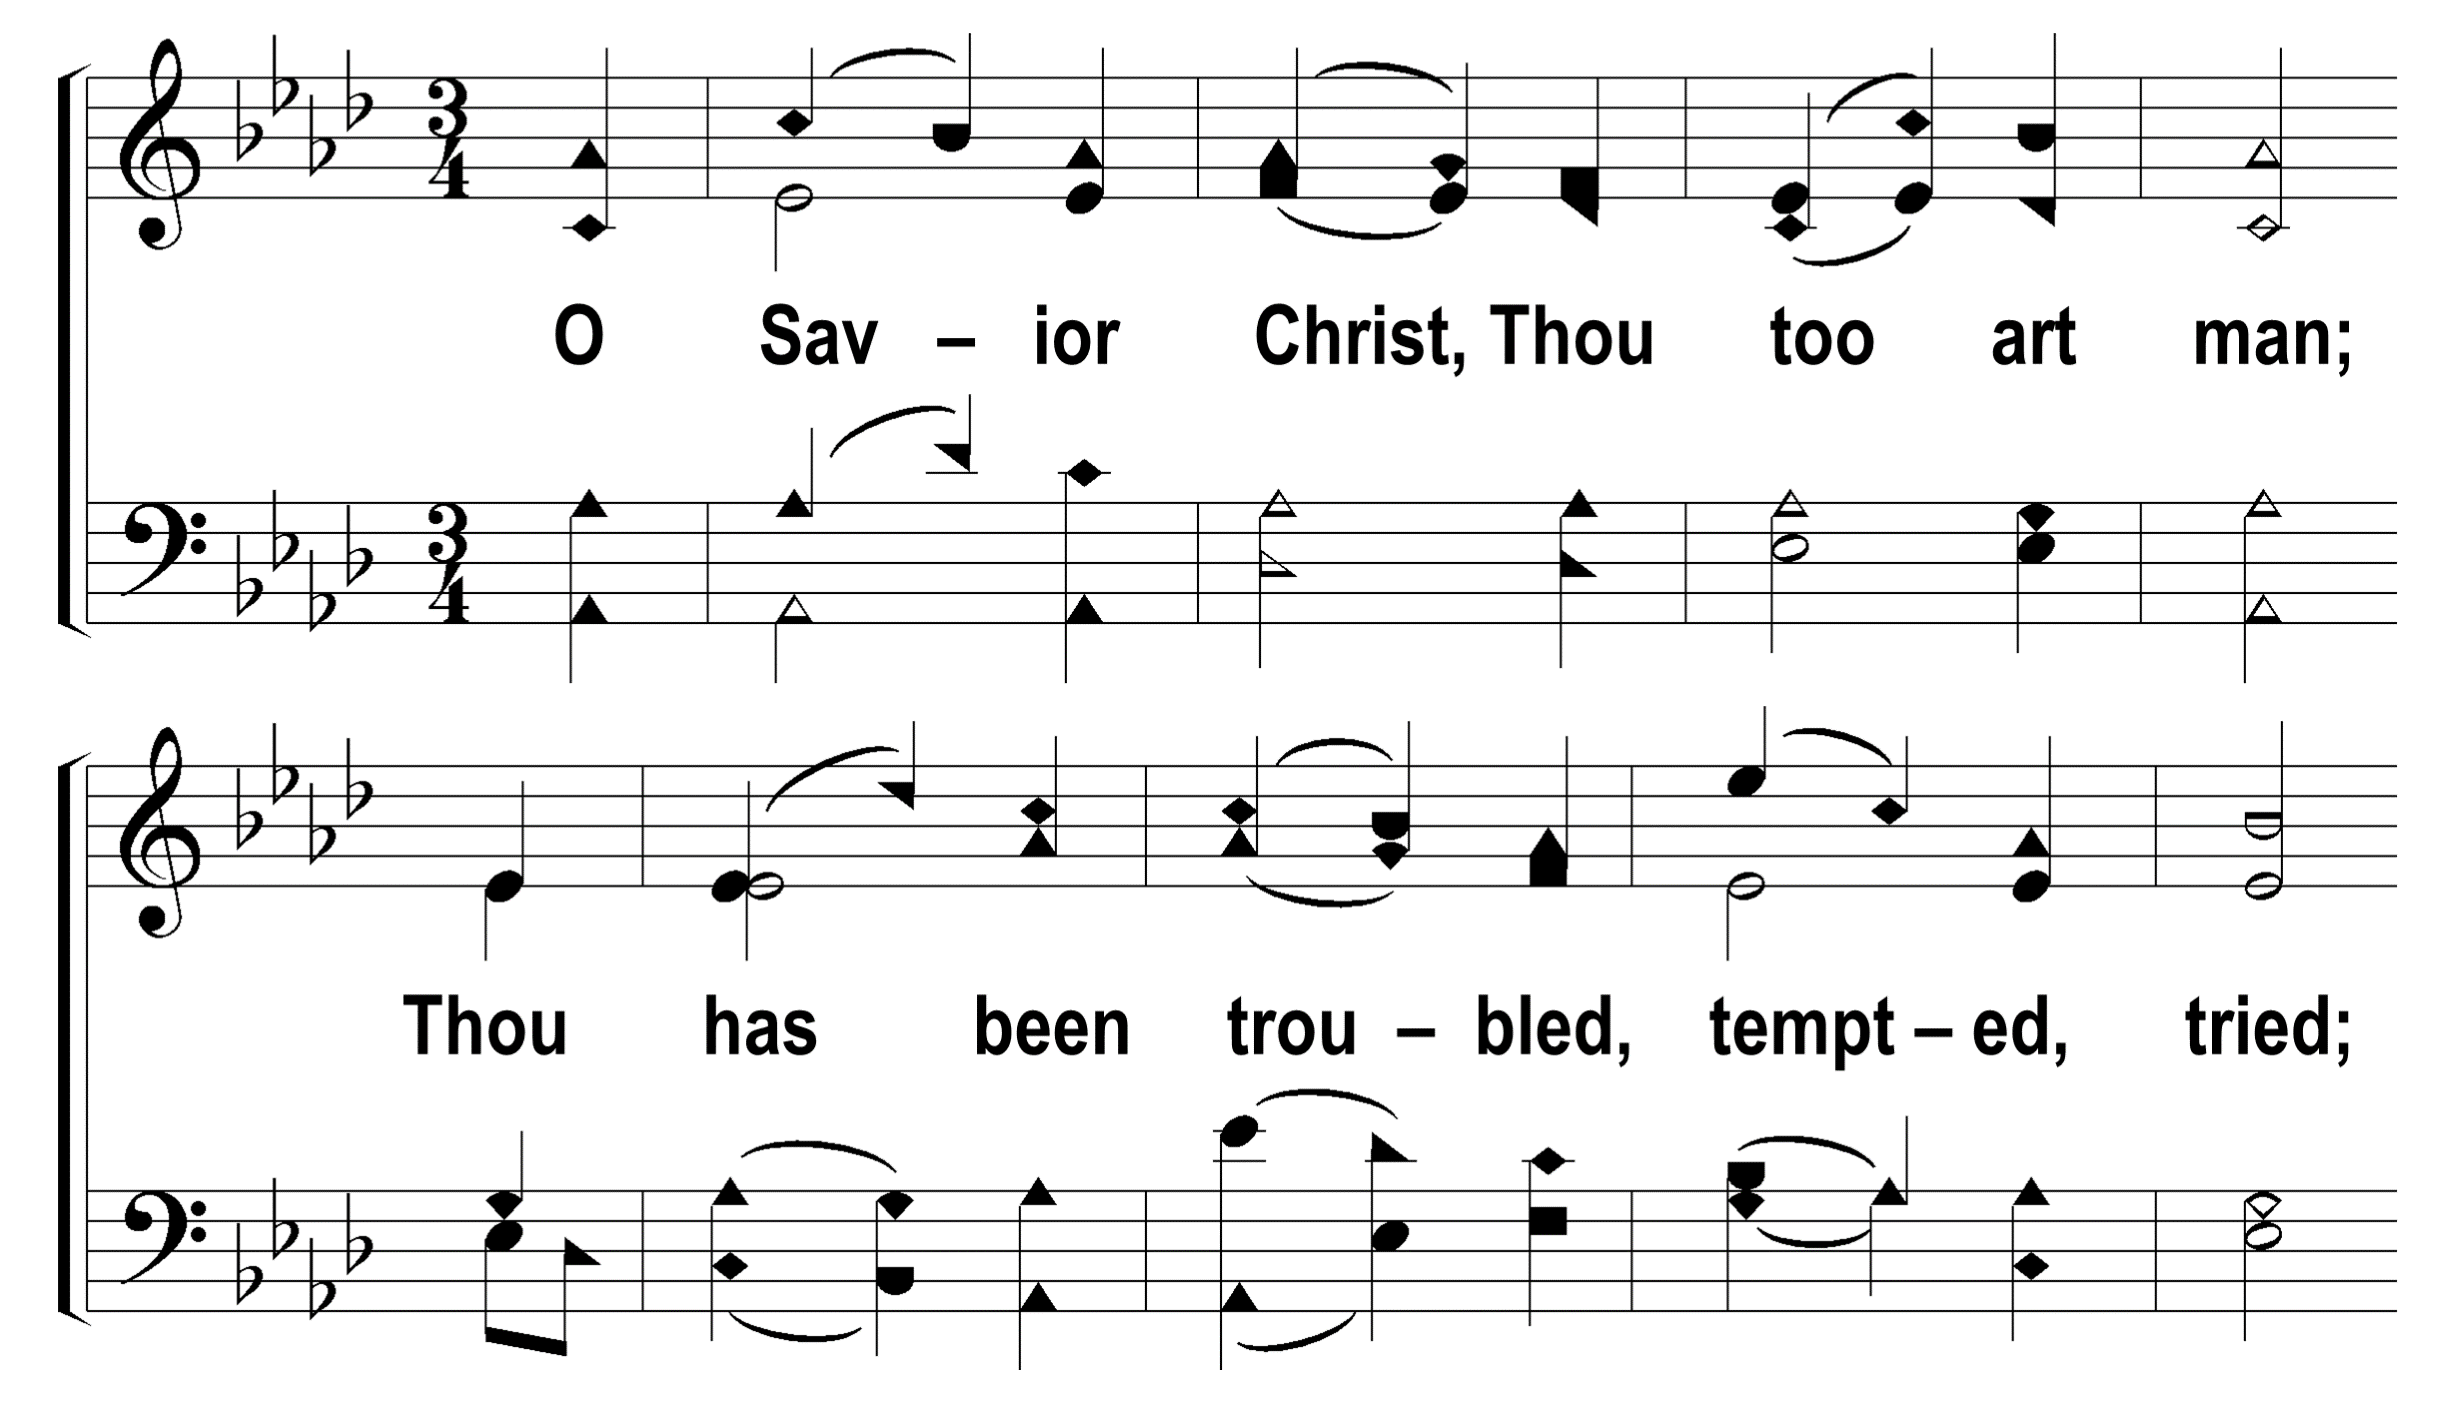 O Sav – ior Christ, Thou too art man;
Thou has been trou – bled, tempt – ed, tried;